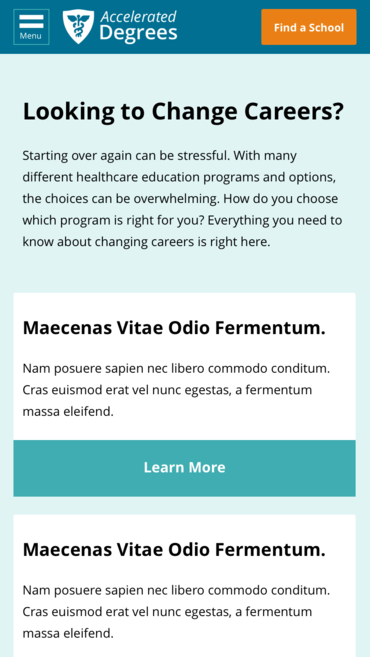 Menu
Accelerated
Degrees
Find a School
Looking to Change Careers?
Starting over again can be stressful. With many
different healthcare education programs and options,
the choices can be overwhelming. How do you choose
which program is right for you? Everything you need to
know about changing careers is right here.
Maecenas Vitae Odio Fermentum.
Nam posuere sapien nec libero commodo conditum.
Cras euismod erat vel nunc egestas, a fermentum
massa eleifend.
Learn More
Maecenas Vitae Odio Fermentum.
Nam posuere sapien nec libero commodo conditum.
Cras euismod erat vel nunc egestas, a fermentum
massa eleifend.